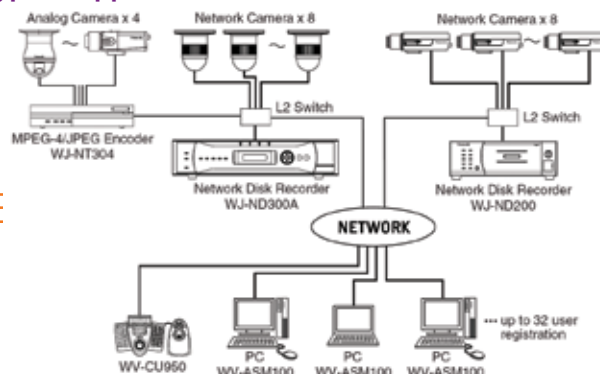 Analog Camera x 4
Network Camera x 8
Network Camera x 8
L2 Switch
L2 Switch
MPEG-4/JPEG Encoder
WJ-NT304
Network Disk Recorder
WJ-ND300A
Network Disk Recorder
WJ-ND200
NETWORK
··· up to 32 user
registration
WV-CU950
PC
WV-ASM100
PC
WV-ASM100
PC
WV-ASM100